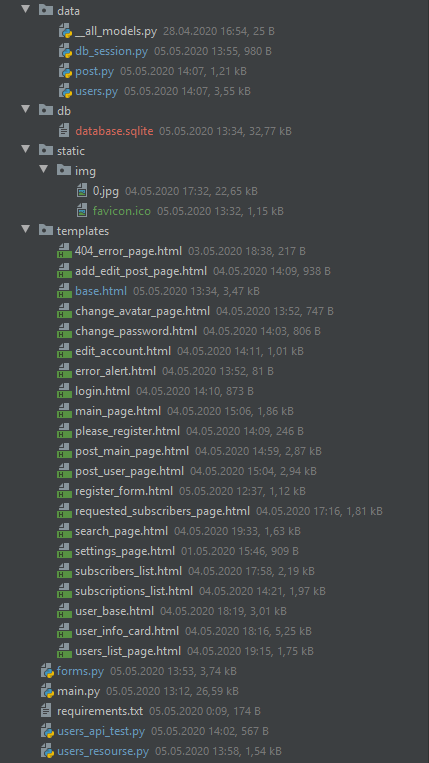 data
__all_models.py 28.04.2020 16:54, 25 B
db_session.py 05.05.2020 13:55, 980 B
post.py 05.05.2020 14:07, 1,21 kB
users.py 05.05.2020 14:07, 3,55 kB
db
database.sqlite 05.05.2020 13:34, 32,77 kB
static
img
0.jpg 04.05.2020 17:32, 22,65 kB
favicon.ico 05.05.2020 13:32, 1,15 kB
templates
404_error_page.html 03.05.2020 18:38, 217 B
add_edit_post_page.html 04.05.2020 14:09, 938 B
base.html 05.05.2020 13:34, 3,47 kB
change_avatar_page.html 04.05.2020 13:52, 747 B
change_password.html 04.05.2020 14:03, 806 B
edit_account.html 04.05.2020 14:11, 1,01 kB
error_alert.html 04.05.2020 13:52, 81 B
login.html 04.05.2020 14:10, 873 B
main_page.html 04.05.2020 15:06, 1,86 kB
please_register.html 04.05.2020 14:09, 246 B
post_main_page.html 04.05.2020 14:59, 2,87 kB
post_user_page.html 04.05.2020 15:04, 2,94 kB
register_form.html 05.05.2020 12:37, 1,12 kB
requested_subscribers_page.html 04.05.2020 17:16, 1,81 kB
search_page.html 04.05.2020 19:33, 1,63 kB
settings_page.html 01.05.2020 15:46, 909 B
subscribers_list.html 04.05.2020 17:58, 2,19 kB
subscriptions_list.html 04.05.2020 14:21, 1,97 kB
user_base.html 04.05.2020 18:19, 3,01 kB
user_info_card.html 04.05.2020 18:16, 5,25 kB
users_list_page.html 04.05.2020 19:15, 1,75 kB
forms.py 05.05.2020 13:53, 3,74 kB
main.py 05.05.2020 13:12, 26,59 kB
requirements.txt 05.05.2020 0:09, 174 B
users_api_test.py 05.05.2020 14:02, 567 B
users_resourse.py 05.05.2020 13:58, 1,54 kB